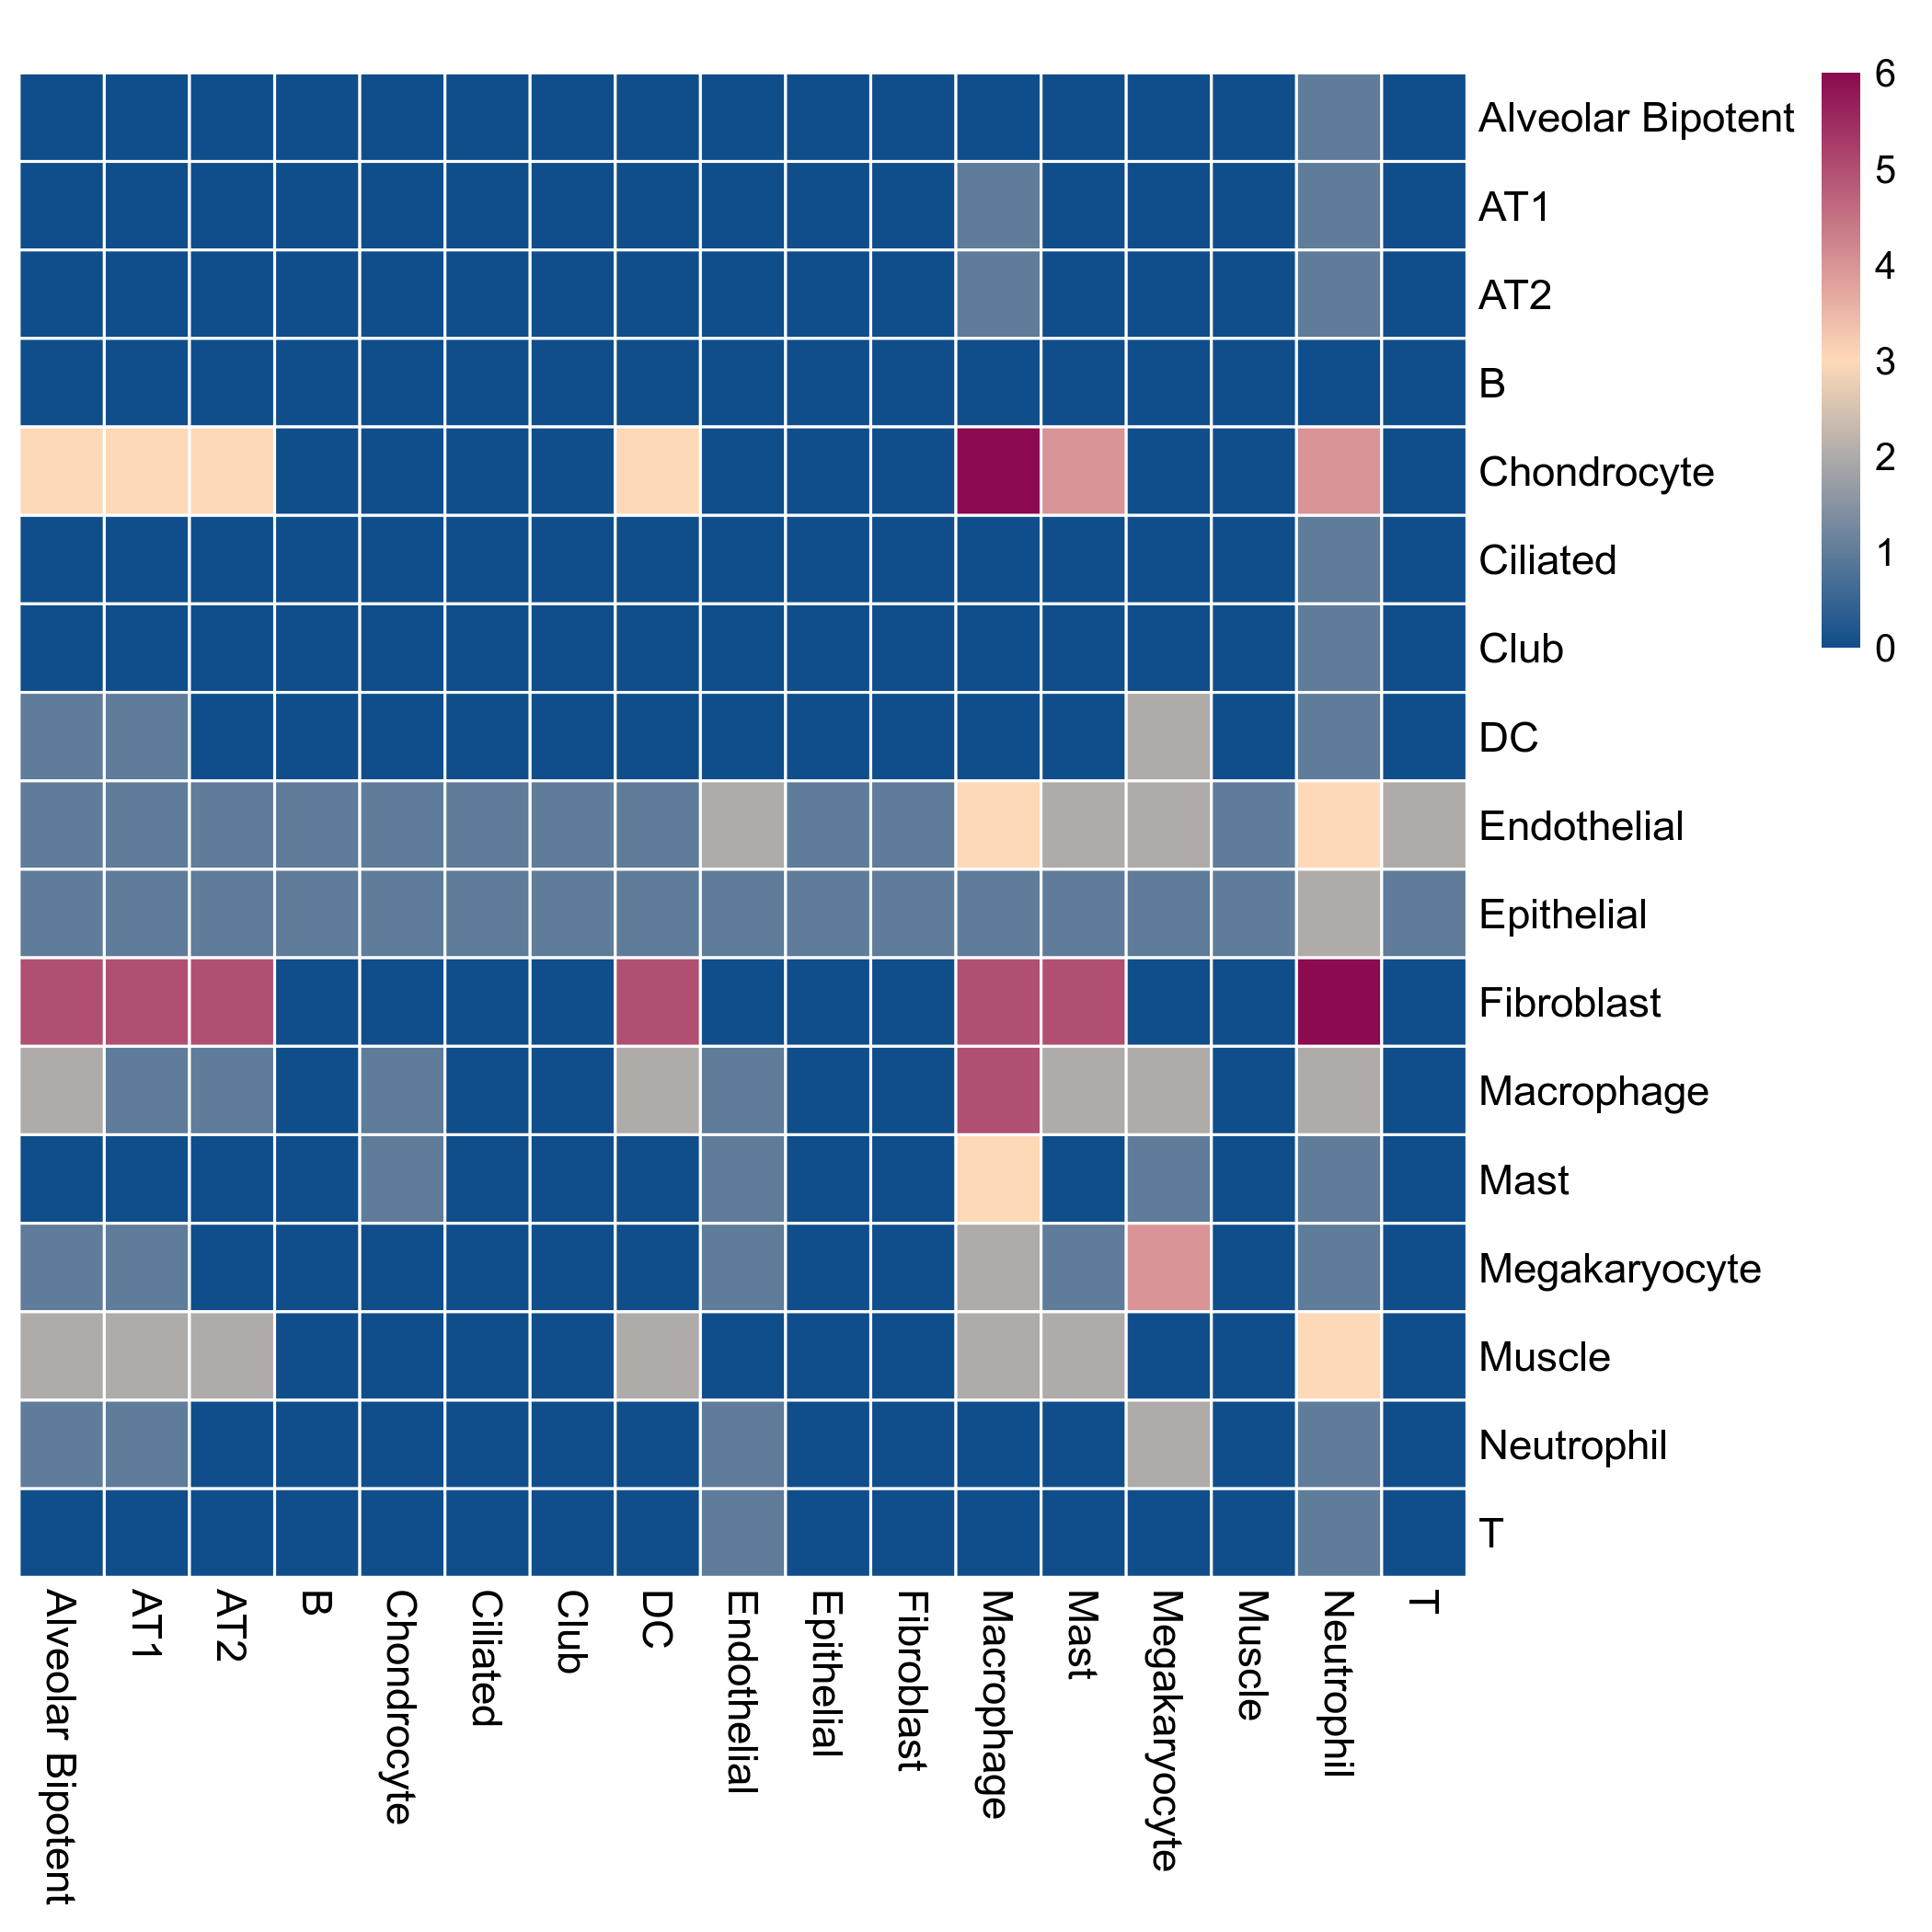 Alveolar Bipotent
AT1
AT2
B
Chondrocyte
Ciliated
Club
DC
Endothelial
Epithelial
Fibroblast
Macrophage
Mast
Megakaryocyte
Muscle
Neutrophil
T
6
5
4
3
2
1
0
Alveolar Bipotent
AT1
AT2
B
Chondrocyte
Ciliated
Club
DC
Endothelial
Epithelial
Fibroblast
Macrophage
Mast
Megakaryocyte
Muscle
Neutrophil
T